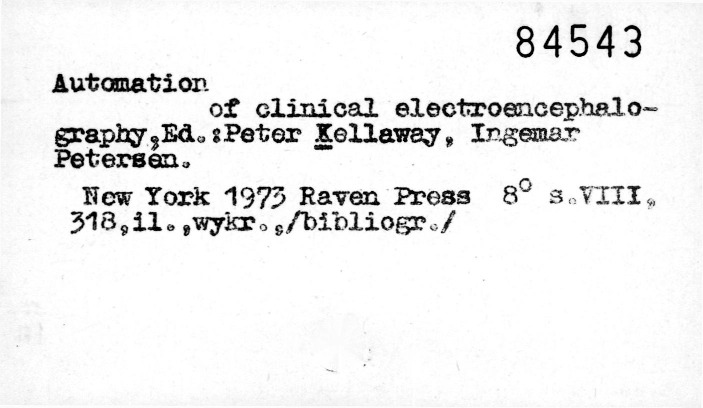 84543
Automation
of clinical electroencephalo-
graphy,Ed.:Peter Kellaway, Ingemar
Petersen.
New York 1973 Raven Press 8° s.VIII,
318,il.,wykr.,/bibliogr./